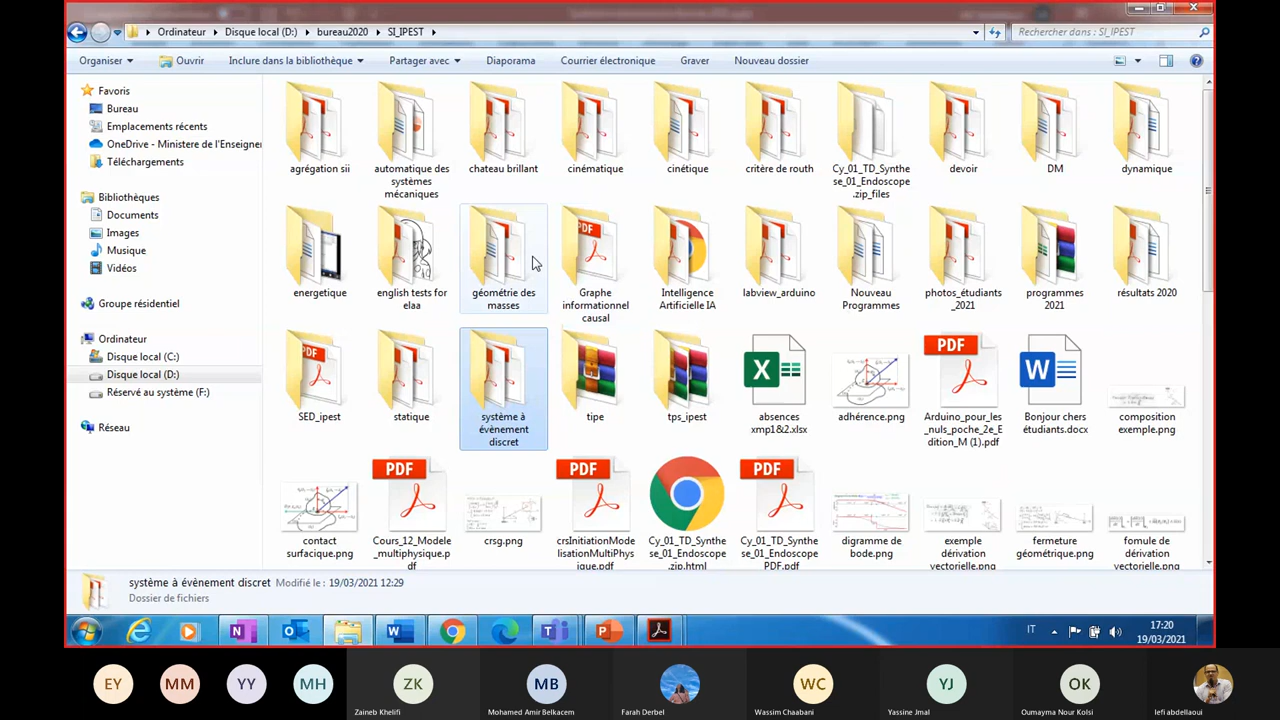 Ordinateur
Disque local (D:)
bureau2020
SI_IPEST
Rechercher dans : SI_IPEST
Organiser
Ouvrir
Inclure dans la bibliothèque
Partager avec
Diaporama
Courrier électronique
Graver
Nouveau dossier
Favoris
Bureau
Emplacements récents
OneDrive - Ministere de l'Enseigner
Téléchargements
Bibliothèques
Documents
Images
Musique
Vidéos
Groupe résidentiel
Ordinateur
Disque local (C:)
Disque local (D:)
Réservé au système (F:)
Réseau
agrégation sii
automatique des
systèmes
mécaniques
chateau brillant
cinématique
cinétique
critère de routh
Cy_01_TD_Synthe
se_01_Endoscope
.zip_files
devoir
DM
dynamique
energetique
english tests for
elaa
géométrie des
masses
PDF
Graphe
informationnel
causal
Intelligence
Artificielle IA
labview_arduino
Nouveau
Programmes
photos_étudiants
_2021
programmes
2021
résultats 2020
PDF
SED_ipest
statique
système à
évènement
discret
tipe
tps_ipest
X
absences
xmp1&2.xlsx
adhérence.png
PDF
Arduino_pour_les
_nuls_poche_2e_E
dition_M (1).pdf
W
Bonjour chers
étudiants.docx
composition
exemple.png
contact
surfacique.png
PDF
Cours_12_Modele
_multiphysique.p
df
crsg.png
PDF
crsInitiationMode
lisationMultiPhys
ique.pdf
Cy_01_TD_Synthe
se_01_Endoscope
.zip.html
PDF
Cy_01_TD_Synthe
se_01_Endoscope
PDF.pdf
digramme de
bode.png
exemple
dérivation
vectorielle.png
fermeture
géométrique.png
fomule de
dérivation
vectorielle.png
système à évènement discret
Modifié le : 19/03/2021 12:29
Dossier de fichiers
IT
17:20
19/03/2021
EY
MM
YY
MH
ZK
Zaineb Khelifi
MB
Mohamed Amir Belkacem
Farah Derbel
WC
Wassim Chaabani
YJ
Yassine Jmal
OK
Oumayma Nour Kolsi
lefi abdellaoui